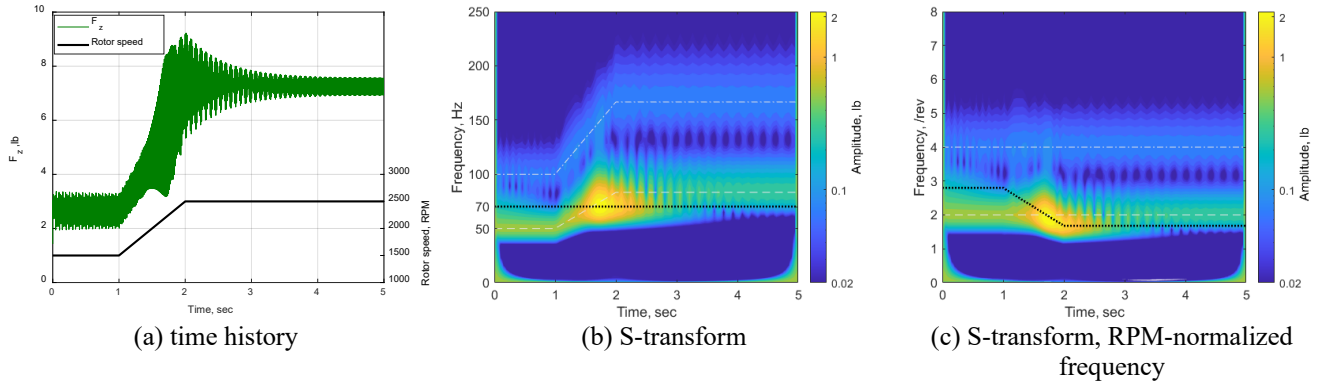 F_z
Rotor speed
10
8
6
4
2
0
F_z ,lb
3000
2500
2000
1500
1000
Rotor speed, RPM
0 1 2 3 4 5
Time, sec
(a) time history
250
200
150
100
70
50
0
Frequency, Hz
0 1 2 3 4 5
Time, sec
2
1
0.1
0.02
Amplitude, lb
(b) S-transform
8
7
6
5
4
3
2
1
0
Frequency, /rev
0 1 2 3 4 5
Time, sec
2
1
0.1
0.02
Amplitude, lb
(c) S-transform, RPM-normalized
frequency